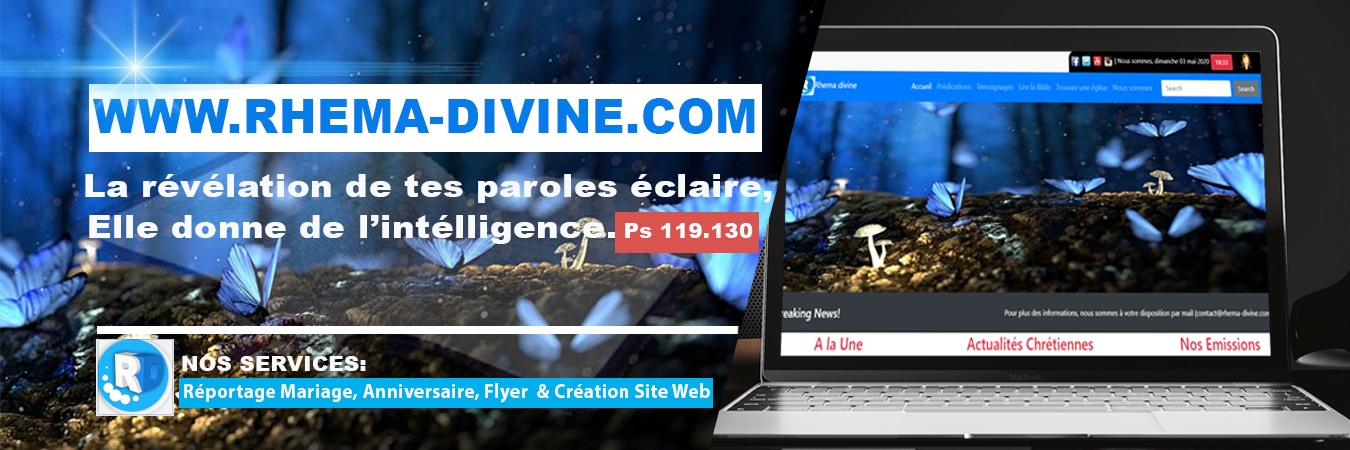 WWW.RHEMA-DIVINE.COM
La révélation de tes paroles éclaire,
Elle donne de l’intélligence. Ps 119.130
RD
NOS SERVICES:
Réportage Mariage, Anniversaire, Flyer & Création Site Web
| Nous sommes, dimanche 03 mai 2020 18:33
R Rhema divine Accueil Prédications Témoignages Lire la Bible Trouvez une église Nous sommes Search Search
reaking News! Pour plus des informations, nous sommes à votre disposition par mail (contact@rhema-divine.com
A la Une Actualités Chrétiennes Nos Emissions
MacBook